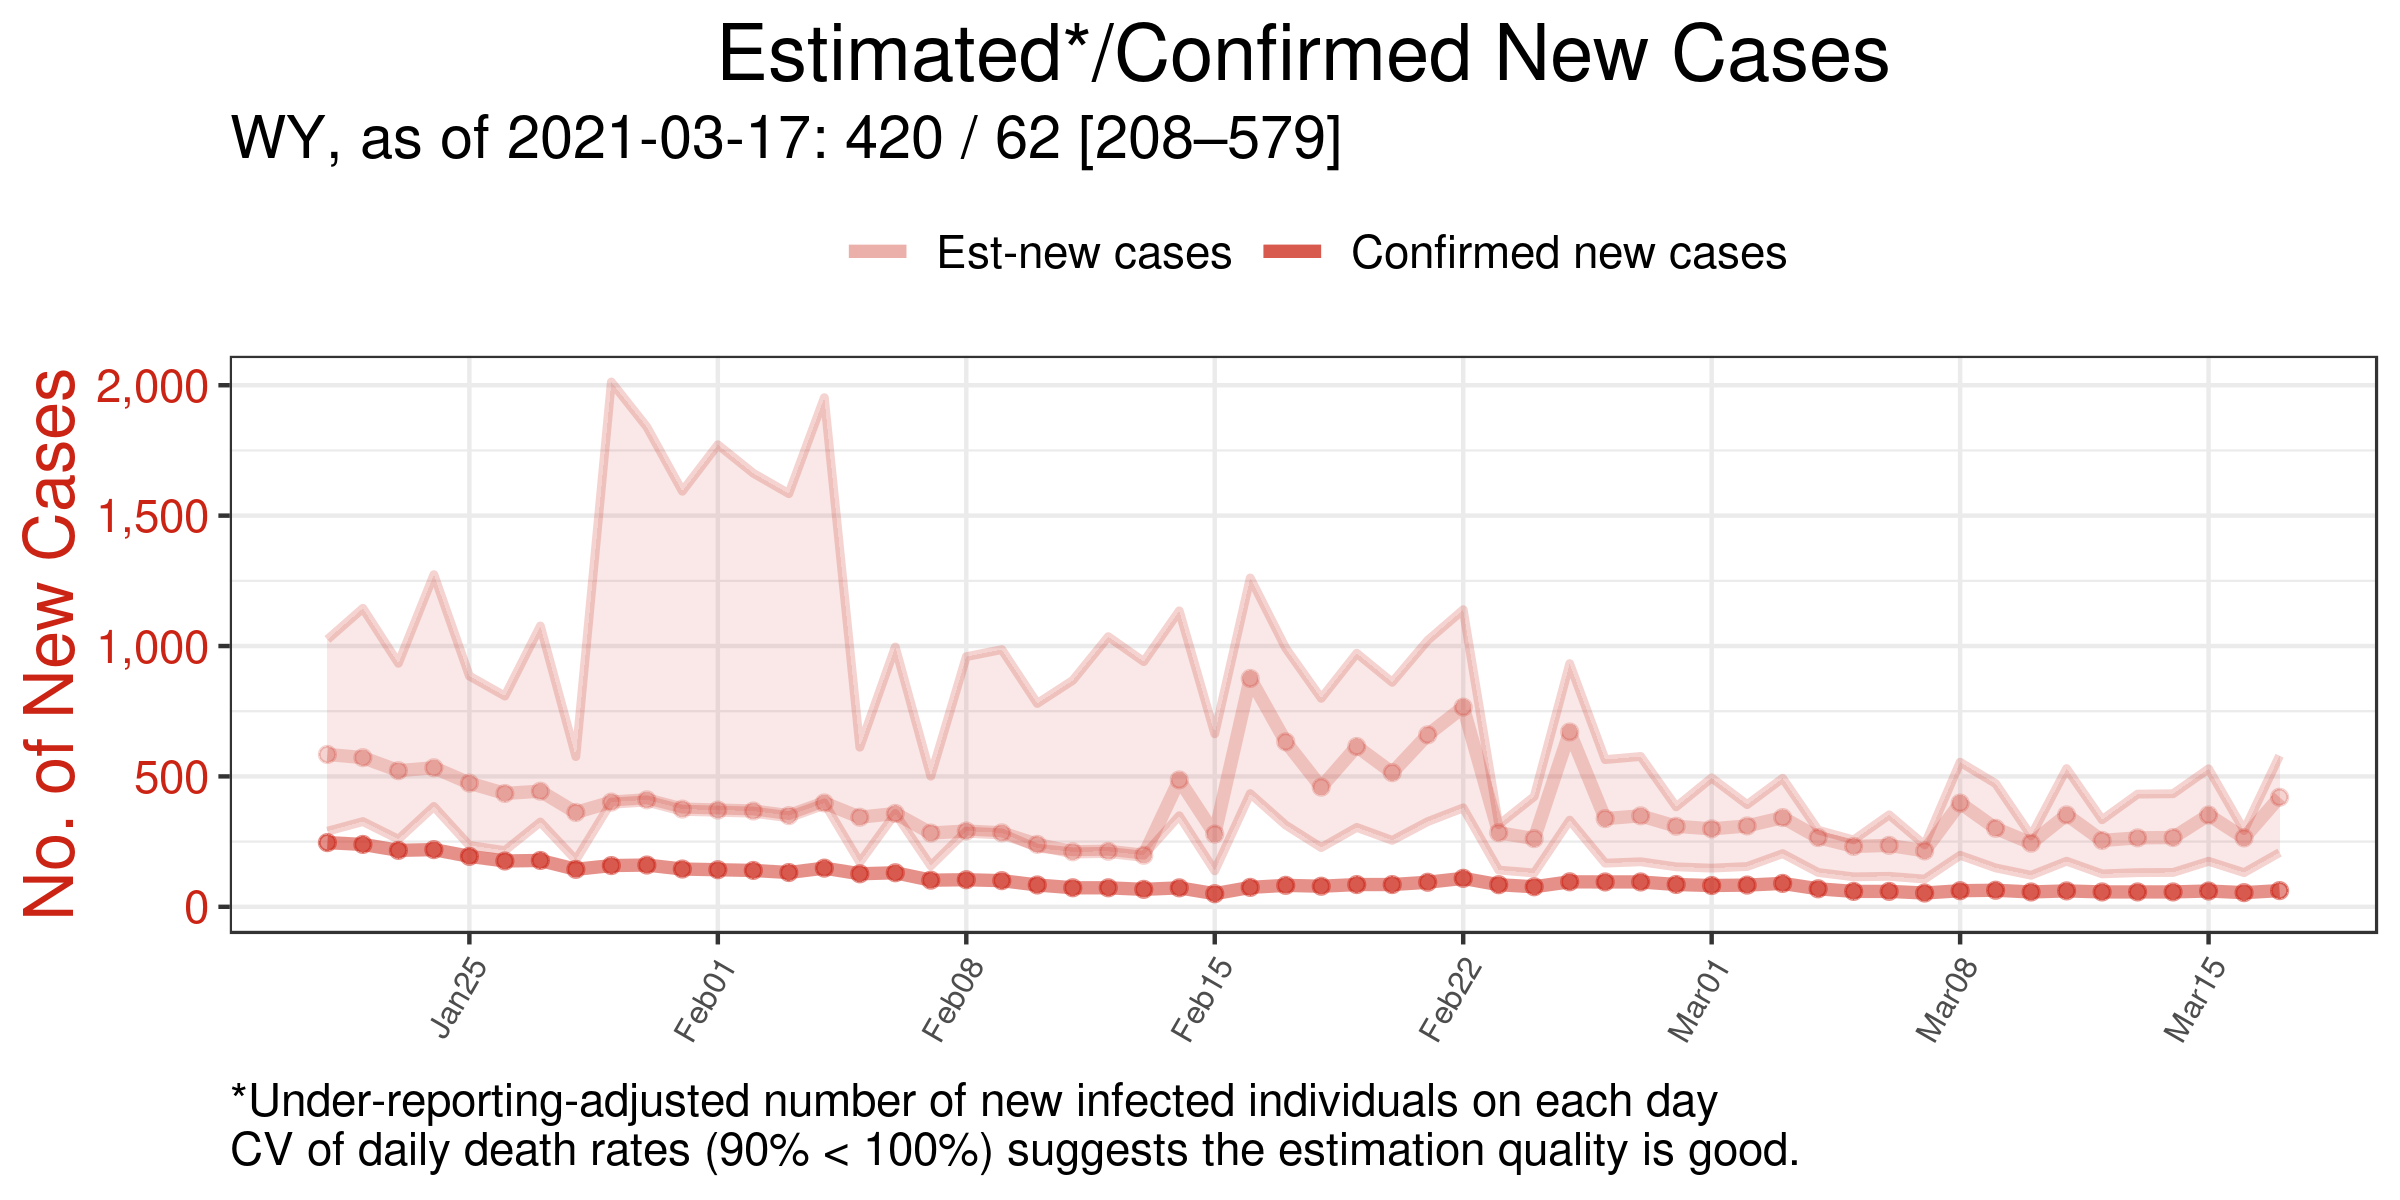 Estimated*/Confirmed New Cases
WY, as of 2021-03-17: 420 / 62 [208–579]
Est-new cases Confirmed new cases
No. of New Cases
2,000
1,500
1,000
500
0
Jan25 Feb01 Feb08 Feb15 Feb22 Mar01 Mar08 Mar15
*Under-reporting-adjusted number of new infected individuals on each day
CV of daily death rates (90% < 100%) suggests the estimation quality is good.